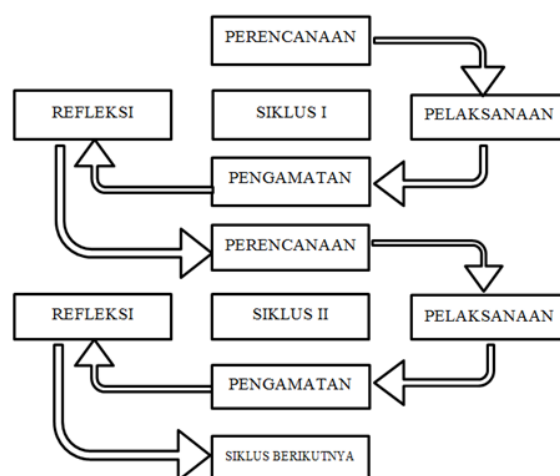 PERENCANAAN
REFLEKSI
SIKLUS I
PELAKSANAAN
PENGAMATAN
PERENCANAAN
REFLEKSI
SIKLUS II
PELAKSANAAN
PENGAMATAN
SIKLUS BERIKUTNYA